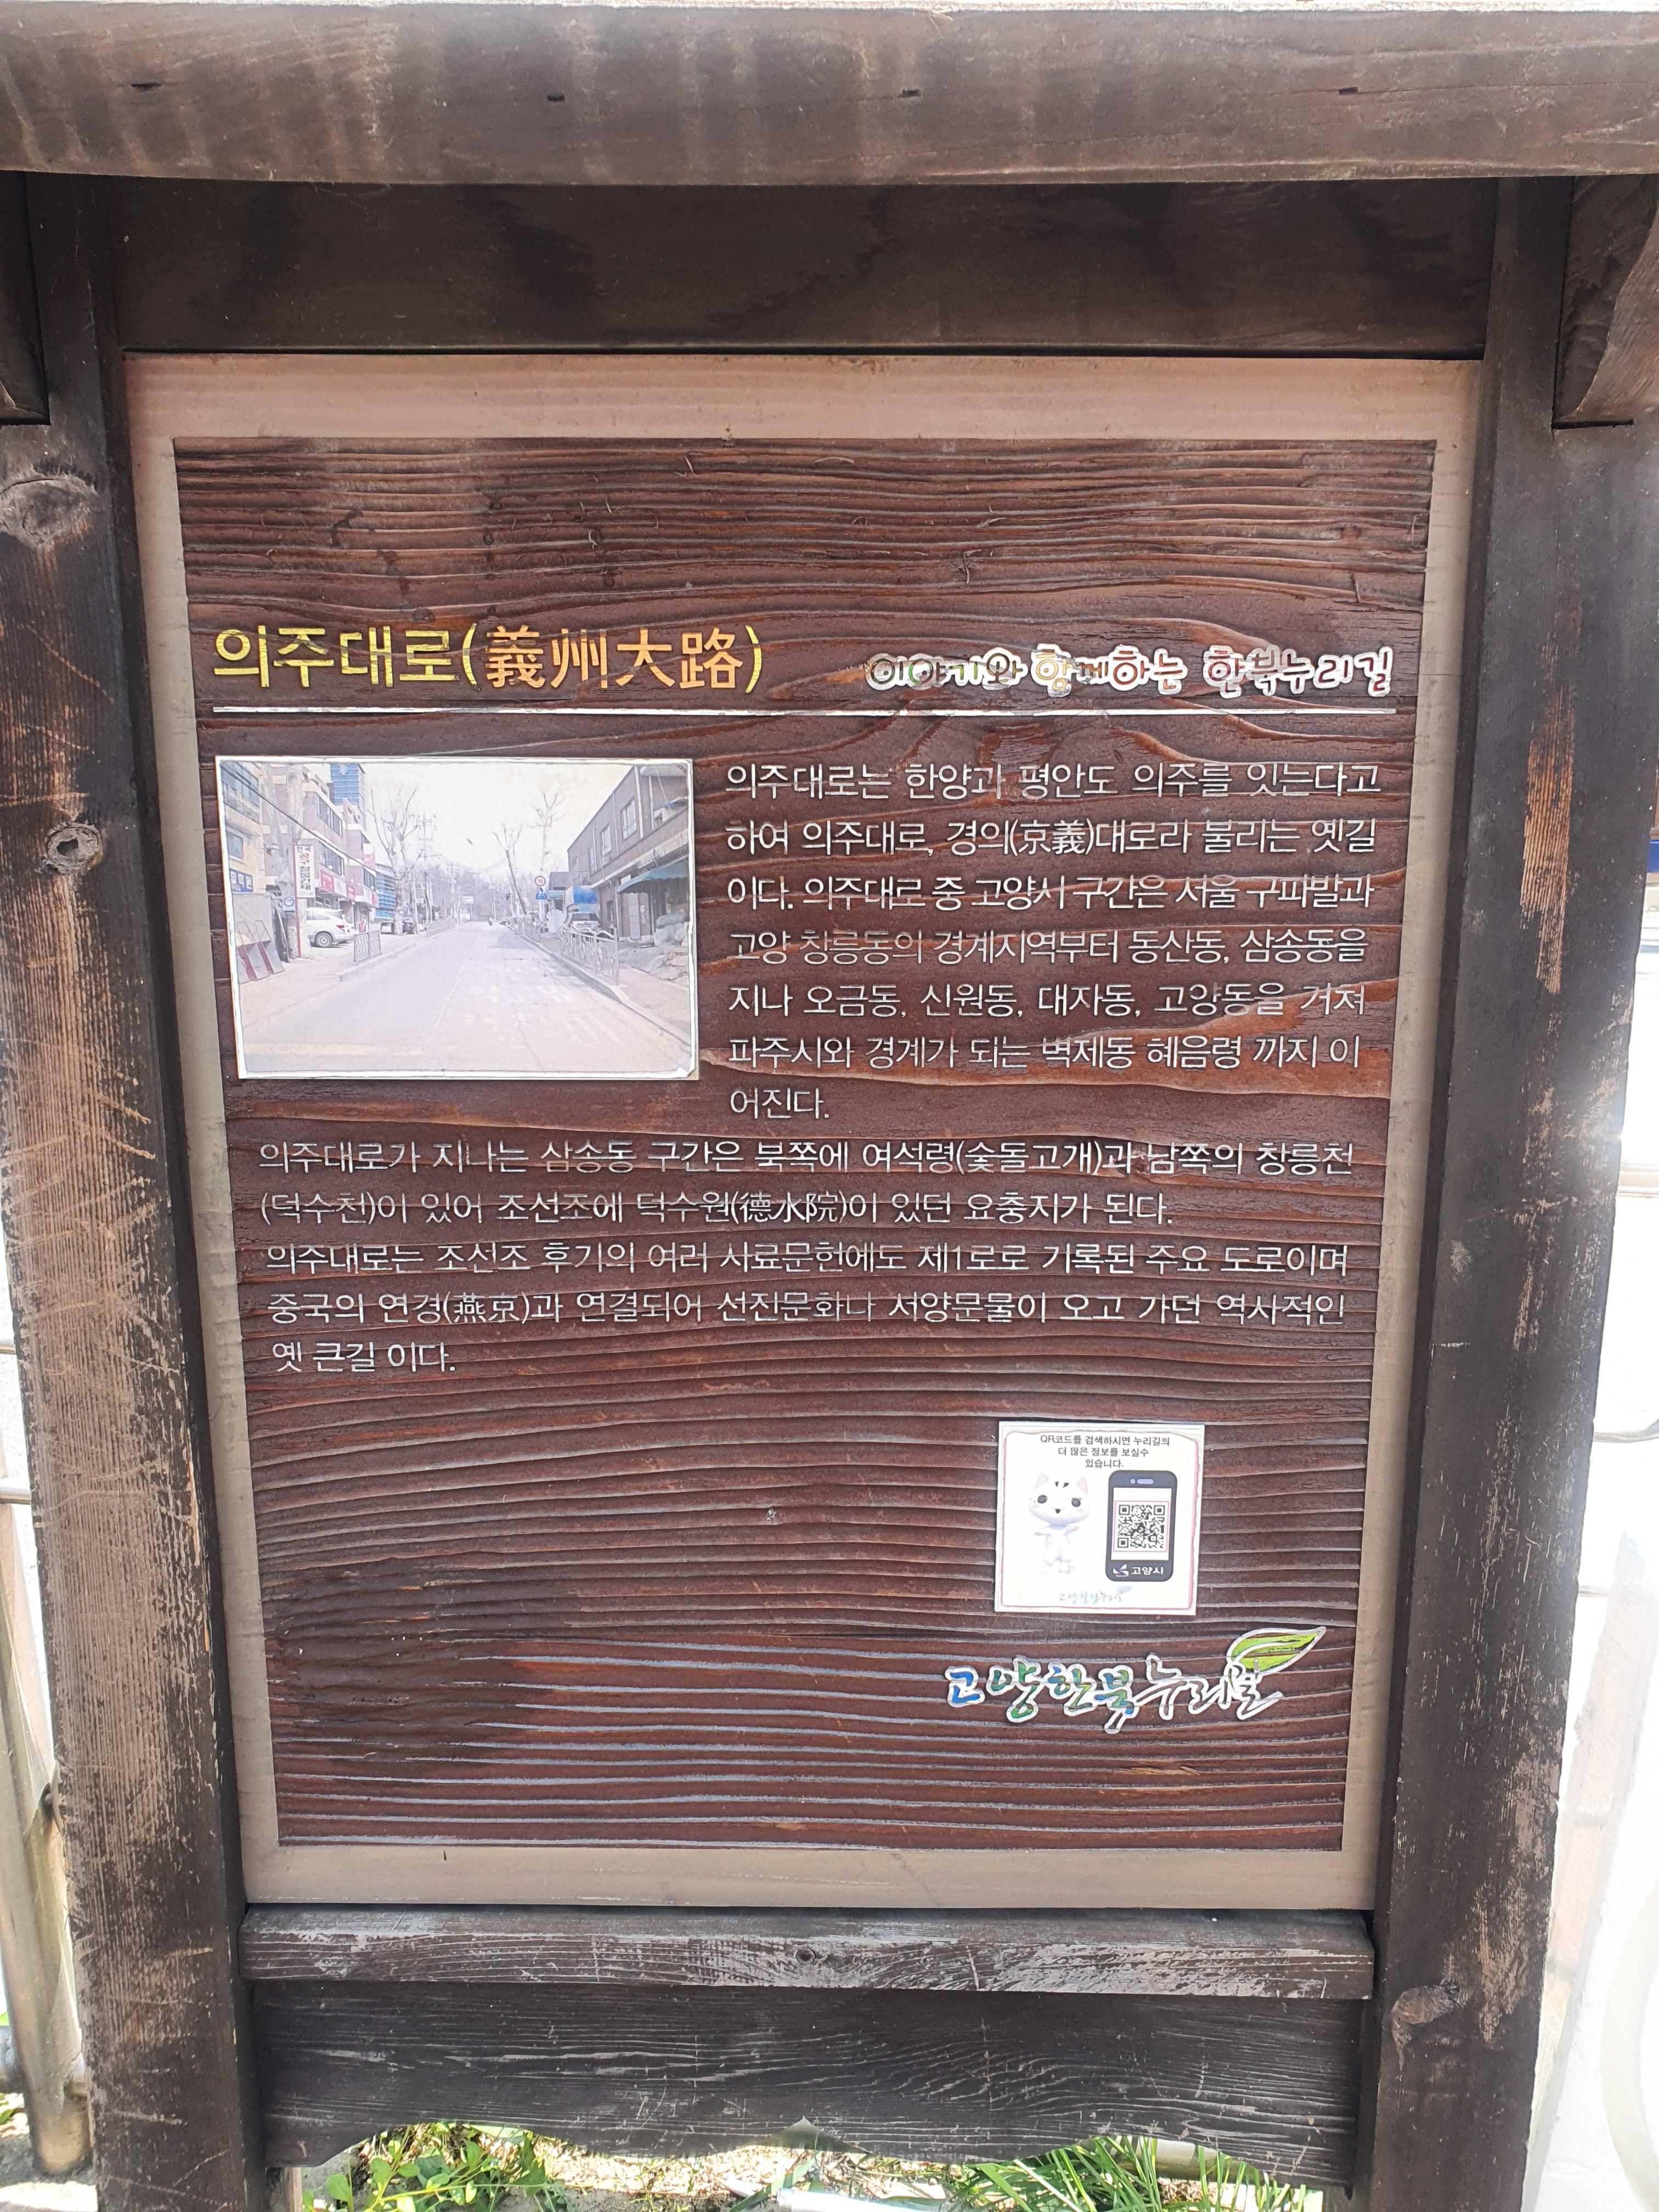 의주대로(義州大路)
이야기와 함께하는 한북누리길
의주대로는 한양과 평안도 의주를 잇는다고
하여 의주대로, 경의(京義)대로라 불리는 옛길
이다. 의주대로 중 고양시 구간은 서울 구파발과
고양 창릉동의 경계지역부터 동산동, 삼송동을
지나 오금동, 신원동, 대자동, 고양동을 거쳐
파주시와 경계가 되는 벽제동 혜음령 까지 이
어진다.
의주대로가 지나는 삼송동 구간은 북쪽에 여석령(숫돌고개)과 남쪽의 창릉천
(덕수천)이 있어 조선조에 덕수원(德水院)이 있던 요충지가 된다.
의주대로는 조선조 후기의 여러 사료문헌에도 제1로로 기록된 주요 도로이며
중국의 연경(燕京)과 연결되어 선진문화나 서양문물이 오고 가던 역사적인
옛 큰길 이다.
QR코드를 검색하시면 누리길의
더 많은 정보를 보실수
있습니다.
고양시
고양한북누리길